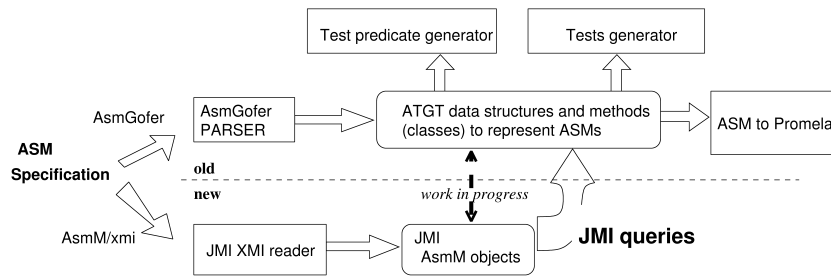 Test predicate generator
Tests generator
AsmGofer
AsmGofer
PARSER
ATGT data structures and methods
(classes) to represent ASMs
ASM to Promela
ASM
Specification
old
new
work in progress
AsmM/xmi
JMI XMI reader
JMI
AsmM objects
JMI queries